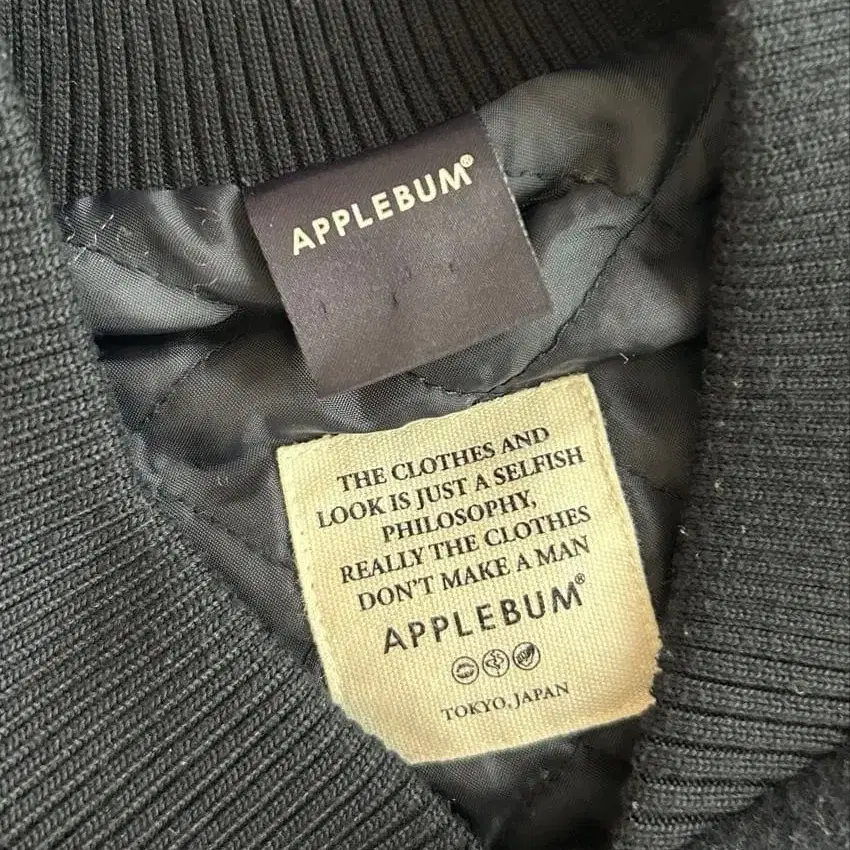 APPLEBUM®
THE CLOTHES AND
LOOK IS JUST A SELFISH
PHILOSOPHY,
REALLY THE CLOTHES
DON'T MAKE A MAN
APPLEBUM®
TOKYO, JAPAN